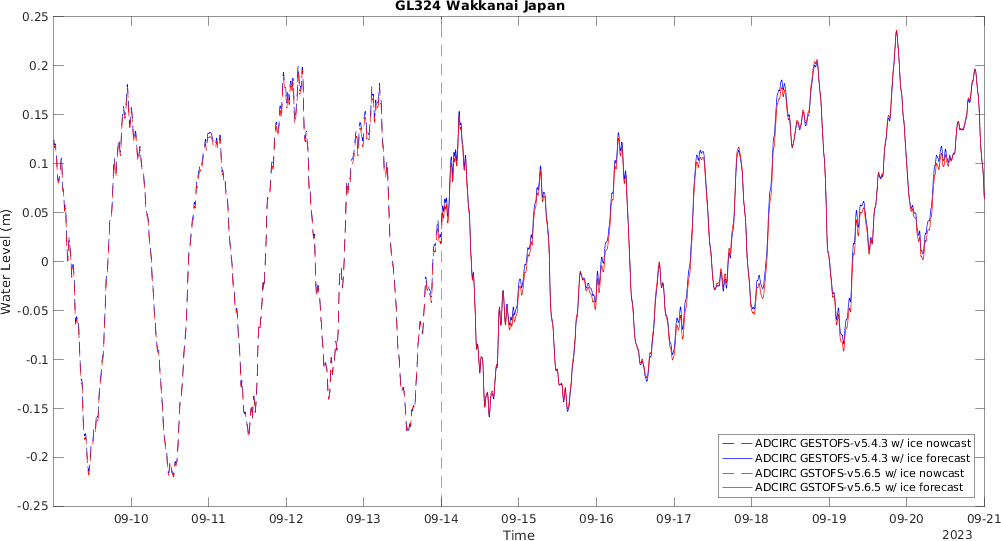 GL324 Wakkanai Japan
0.25
0.2
0.15
0.1
0.05
0
-0.05
-0.1
-0.15
-0.2
-0.25
Water Level (m)
ADCIRC GESTOFS-v5.4.3 w/ ice nowcast
ADCIRC GESTOFS-v5.4.3 w/ ice forecast
ADCIRC GSTOFS-v5.6.5 w/ ice nowcast
ADCIRC GSTOFS-v5.6.5 w/ ice forecast
09-10 09-11 09-12 09-13 09-14 09-15 09-16 09-17 09-18 09-19 09-20 09-21
Time
2023